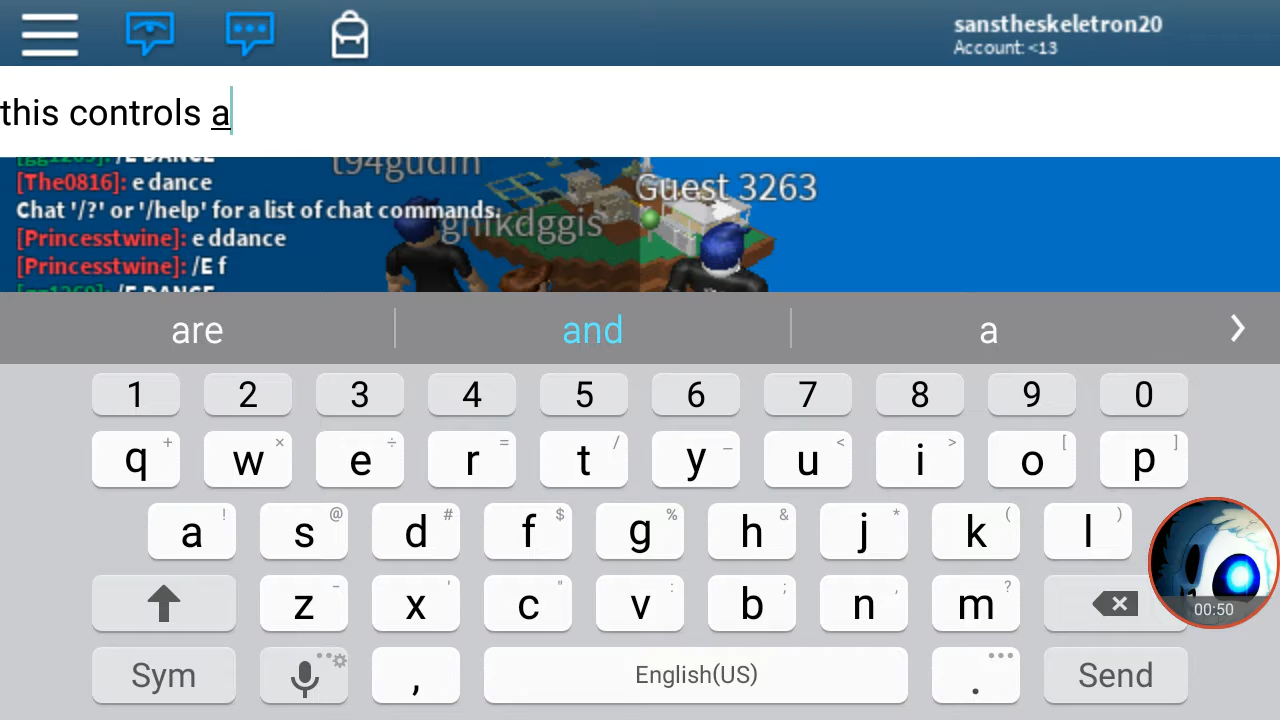 sanstheskeletron20
Account: <13
this controls a
t94gudm
[The0816]: e dance
Guest 3263
Chat '/?' or '/help' for a list of chat commands.
[Princesstwine]: e ddance
[Princesstwine]: /E f
are and a
1 2 3 4 5 6 7 8 9 0
q + w × e ÷ r = t / y _ u < i > o [ p ]
a ! s @ d # f $ g % h & j * k ( l )
z - x ' c " v : b ; n , m ?
00:50
Sym , English(US) . Send